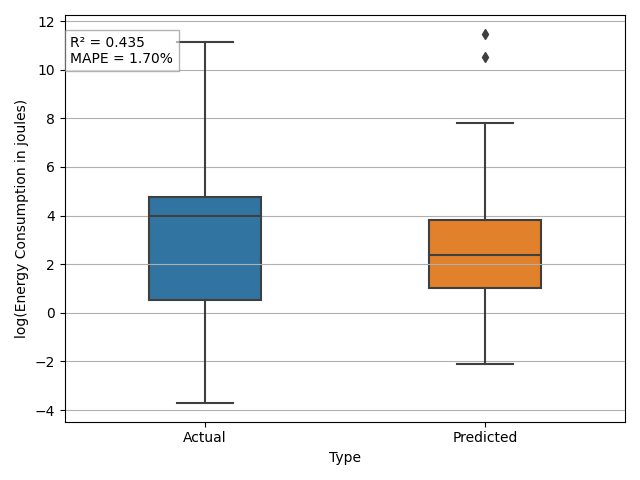 12
R² = 0.435
MAPE = 1.70%
10
8
6
4
2
0
−2
−4
log(Energy Consumption in joules)
Actual
Predicted
Type